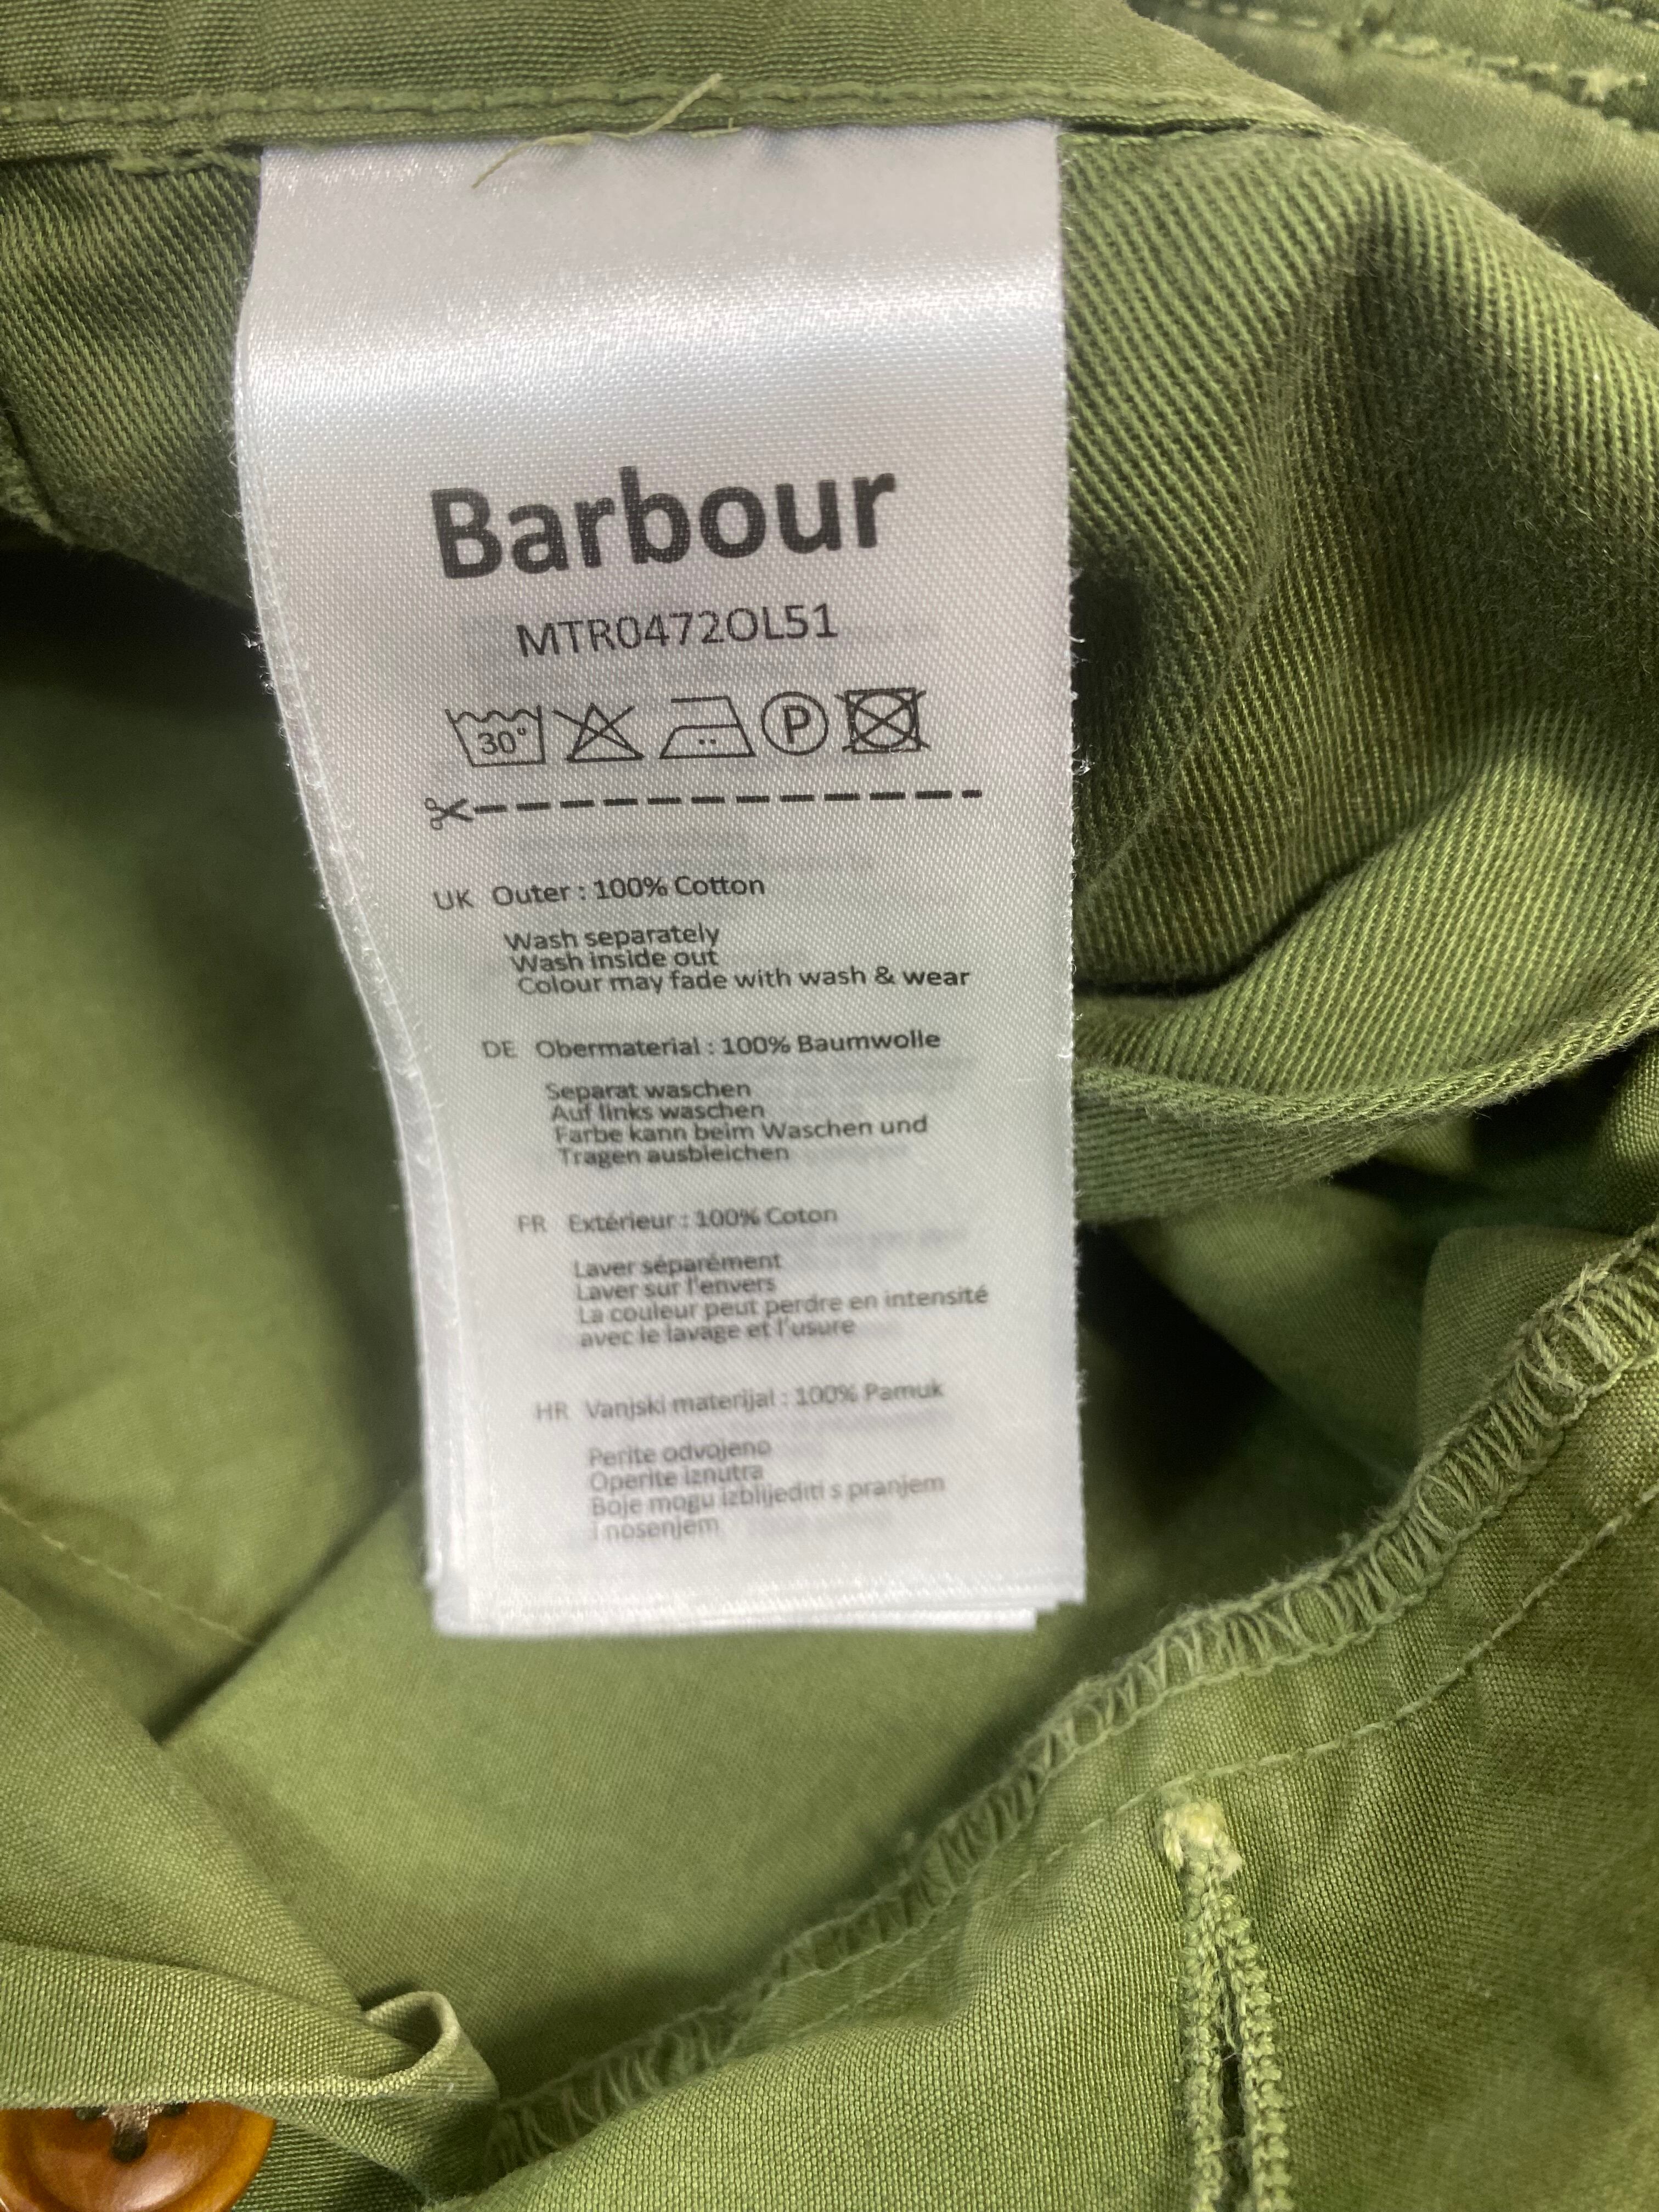 Barbour
MTR0472OL51
30°
P
UK Outer : 100% Cotton
Wash separately
Wash inside out
Colour may fade with wash & wear
DE Obermaterial : 100% Baumwolle
Separat waschen
Auf links waschen
Farbe kann beim Waschen und
Tragen ausbleichen
FR Extérieur : 100% Coton
Laver séparément
Laver sur l'envers
La couleur peut perdre en intensité
avec le lavage et l'usure
HR Vanjski materijal : 100% Pamuk
Perite odvojeno
Operite iznutra
Boje mogu izblijediti s pranjem
i nosenjem